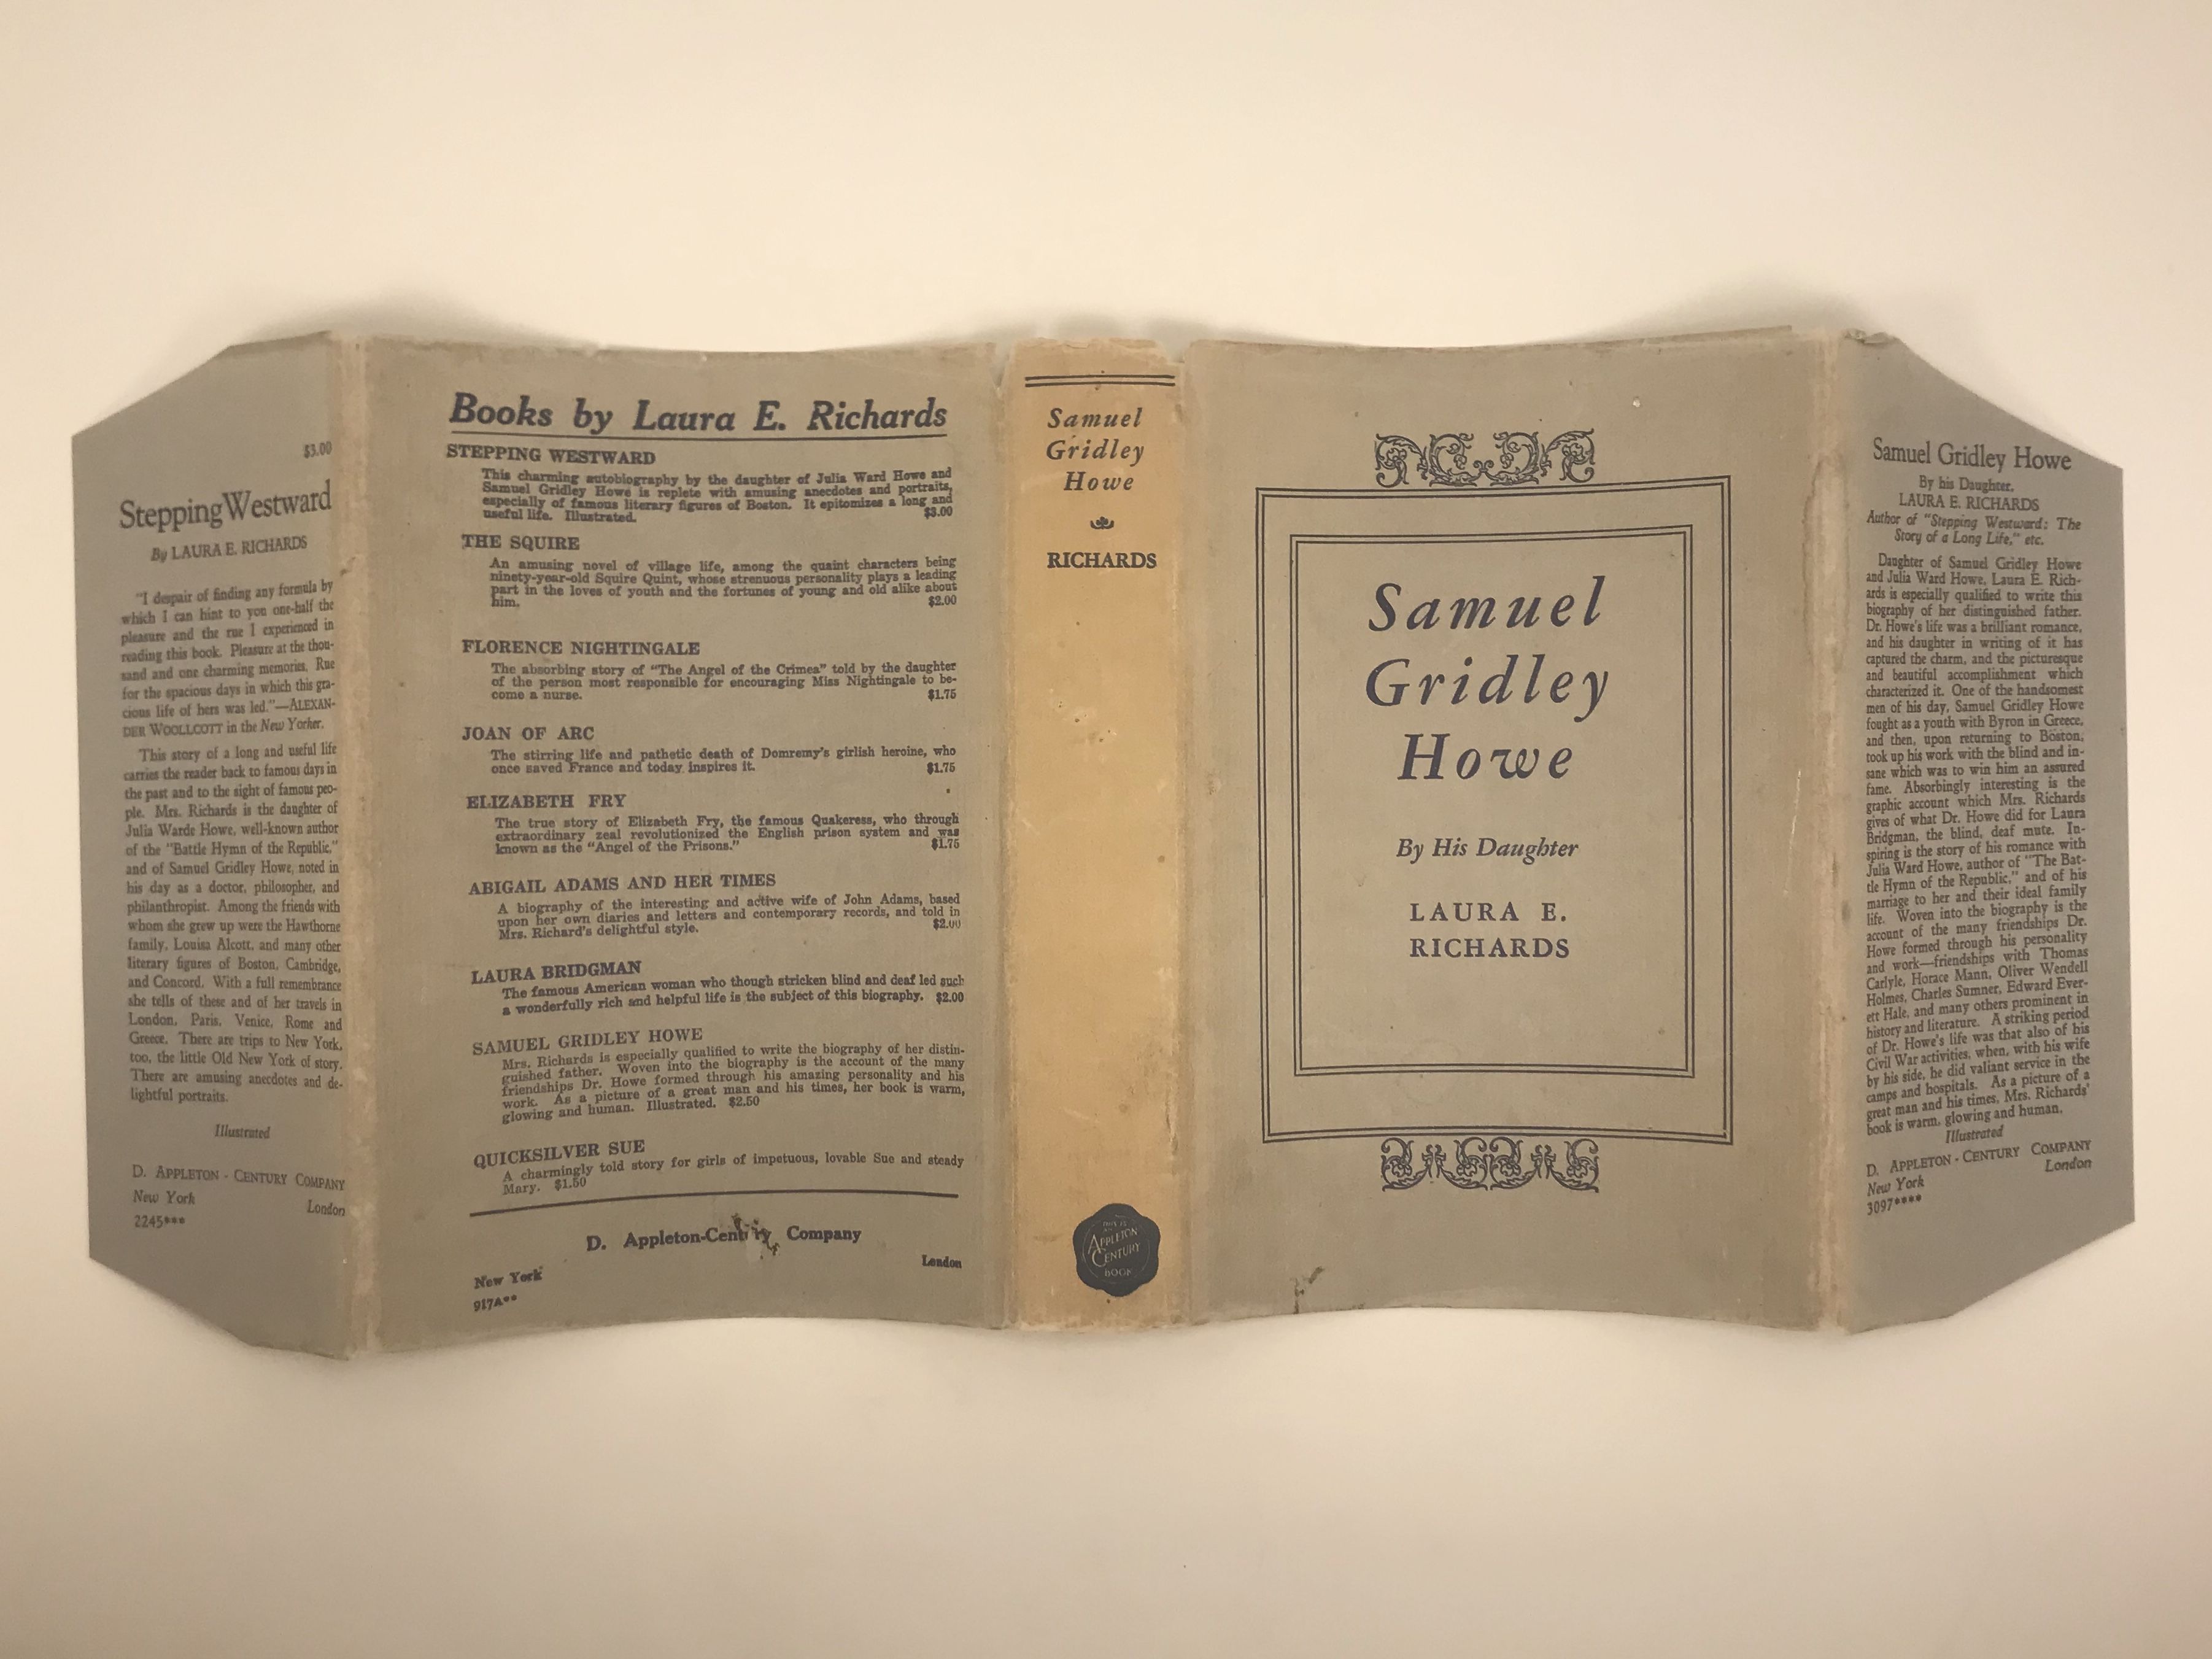 $3.00
Stepping Westward
By LAURA E. RICHARDS
"I despair of finding any formula by
which I can hint to you one-half the
pleasure and the rue I experienced in
reading this book. Pleasure at the thou-
sand and one charming memories. Rue
for the spacious days in which this gra-
cious life of hers was led."—ALEXAN-
DER WOOLLCOTT in the New Yorker.
This story of a long and useful life
carries the reader back to famous days in
the past and to the sight of famous peo-
ple. Mrs. Richards is the daughter of
Julia Warde Howe, well-known author
of the "Battle Hymn of the Republic,"
and of Samuel Gridley Howe, noted in
his day as a doctor, philosopher, and
philanthropist. Among the friends with
whom she grew up were the Hawthorne
family, Louisa Alcott, and many other
literary figures of Boston, Cambridge,
and Concord. With a full remembrance
she tells of these and of her travels in
London, Paris, Venice, Rome and
Greece. There are trips to New York,
too, the little Old New York of story.
There are amusing anecdotes and de-
lightful portraits.
Illustrated
D. APPLETON - CENTURY COMPANY
New York London
2245***
Books by Laura E. Richards
STEPPING WESTWARD
This charming autobiography by the daughter of Julia Ward Howe and
Samuel Gridley Howe is replete with amusing anecdotes and portraits,
especially of famous literary figures of Boston. It epitomizes a long and
useful life. Illustrated. $3.00
THE SQUIRE
An amusing novel of village life, among the quaint characters being
ninety-year-old Squire Quint, whose strenuous personality plays a leading
part in the loves of youth and the fortunes of young and old alike about
him. $2.00
FLORENCE NIGHTINGALE
The absorbing story of "The Angel of the Crimea" told by the daughter
of the person most responsible for encouraging Miss Nightingale to be-
come a nurse. $1.75
JOAN OF ARC
The stirring life and pathetic death of Domremy's girlish heroine, who
once saved France and today inspires it. $1.75
ELIZABETH FRY
The true story of Elizabeth Fry, the famous Quakeress, who through
extraordinary zeal revolutionized the English prison system and was
known as the "Angel of the Prisons." $1.75
ABIGAIL ADAMS AND HER TIMES
A biography of the interesting and active wife of John Adams, based
upon her own diaries and letters and contemporary records, and told in
Mrs. Richard's delightful style. $2.00
LAURA BRIDGMAN
The famous American woman who though stricken blind and deaf led such
a wonderfully rich and helpful life is the subject of this biography. $2.00
SAMUEL GRIDLEY HOWE
Mrs. Richards is especially qualified to write the biography of her distin-
guished father. Woven into the biography is the account of the many
friendships Dr. Howe formed through his amazing personality and his
work. As a picture of a great man and his times, her book is warm,
glowing and human. Illustrated. $2.50
QUICKSILVER SUE
A charmingly told story for girls of impetuous, lovable Sue and steady
Mary. $1.50
D. Appleton-Century Company
New York London
917A**
Samuel
Gridley
Howe
RICHARDS
THIS IS
AN
APPLETON
CENTURY
BOOK
Samuel
Gridley
Howe
By His Daughter
LAURA E.
RICHARDS
Samuel Gridley Howe
By his Daughter,
LAURA E. RICHARDS
Author of "Stepping Westward: The
Story of a Long Life," etc.
Daughter of Samuel Gridley Howe
and Julia Ward Howe, Laura E. Rich-
ards is especially qualified to write this
biography of her distinguished father.
Dr. Howe's life was a brilliant romance,
and his daughter in writing of it has
captured the charm, and the picturesque
and beautiful accomplishment which
characterized it. One of the handsomest
men of his day, Samuel Gridley Howe
fought as a youth with Byron in Greece,
and then, upon returning to Boston,
took up his work with the blind and in-
sane which was to win him an assured
fame. Absorbingly interesting is the
graphic account which Mrs. Richards
gives of what Dr. Howe did for Laura
Bridgman, the blind, deaf mute. In-
spiring is the story of his romance with
Julia Ward Howe, author of "The Bat-
tle Hymn of the Republic," and of his
marriage to her and their ideal family
life. Woven into the biography is the
account of the many friendships Dr.
Howe formed through his personality
and work—friendships with Thomas
Carlyle, Horace Mann, Oliver Wendell
Holmes, Charles Sumner, Edward Ever-
ett Hale, and many others prominent in
history and literature. A striking period
of Dr. Howe's life was that also of his
Civil War activities, when, with his wife
by his side, he did valiant service in the
camps and hospitals. As a picture of a
great man and his times, Mrs. Richards'
book is warm, glowing and human.
Illustrated
D. APPLETON - CENTURY COMPANY
New York London
3097****